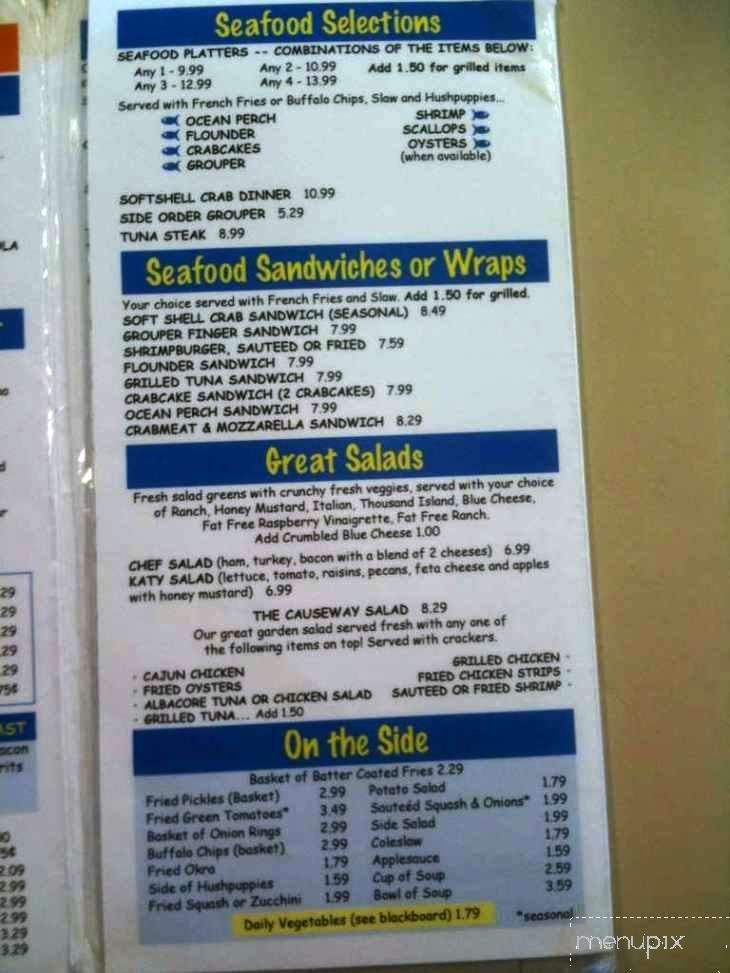 Seafood Selections
SEAFOOD PLATTERS -- COMBINATIONS OF THE ITEMS BELOW:
Any 1 - 9.99 Any 2 - 10.99 Add 1.50 for grilled items
Any 3 - 12.99 Any 4 - 13.99
Served with French Fries or Buffalo Chips, Slaw and Hushpuppies...
OCEAN PERCH SHRIMP
FLOUNDER SCALLOPS
CRABCAKES OYSTERS
GROUPER (when available)
SOFTSHELL CRAB DINNER 10.99
SIDE ORDER GROUPER 5.29
TUNA STEAK 8.99
Seafood Sandwiches or Wraps
Your choice served with French Fries and Slaw. Add 1.50 for grilled.
SOFT SHELL CRAB SANDWICH (SEASONAL) 8.49
GROUPER FINGER SANDWICH 7.99
SHRIMPBURGER, SAUTEED OR FRIED 7.59
FLOUNDER SANDWICH 7.99
GRILLED TUNA SANDWICH 7.99
CRABCAKE SANDWICH (2 CRABCAKES) 7.99
OCEAN PERCH SANDWICH 7.99
CRABMEAT & MOZZARELLA SANDWICH 8.29
Great Salads
Fresh salad greens with crunchy fresh veggies, served with your choice
of Ranch, Honey Mustard, Italian, Thousand Island, Blue Cheese,
Fat Free Raspberry Vinaigrette, Fat Free Ranch.
Add Crumbled Blue Cheese 1.00
CHEF SALAD (ham, turkey, bacon with a blend of 2 cheeses) 6.99
KATY SALAD (lettuce, tomato, raisins, pecans, feta cheese and apples
with honey mustard) 6.99
THE CAUSEWAY SALAD 8.29
Our great garden salad served fresh with any one of
the following items on top! Served with crackers.
· CAJUN CHICKEN GRILLED CHICKEN ·
· FRIED OYSTERS FRIED CHICKEN STRIPS ·
· ALBACORE TUNA OR CHICKEN SALAD SAUTEED OR FRIED SHRIMP ·
· GRILLED TUNA... Add 1.50
On the Side
Basket of Batter Coated Fries 2.29
Fried Pickles (Basket) 2.99 Potato Salad 1.79
Fried Green Tomatoes* 3.49 Sauteéd Squash & Onions* 1.99
Basket of Onion Rings 2.99 Side Salad 1.99
Buffalo Chips (basket) 2.99 Coleslaw 1.79
Fried Okra 1.79 Applesauce 1.59
Side of Hushpuppies 1.59 Cup of Soup 2.59
Fried Squash or Zucchini 1.99 Bowl of Soup 3.59
Daily Vegetables (see blackboard) 1.79 *seasonal
menupix